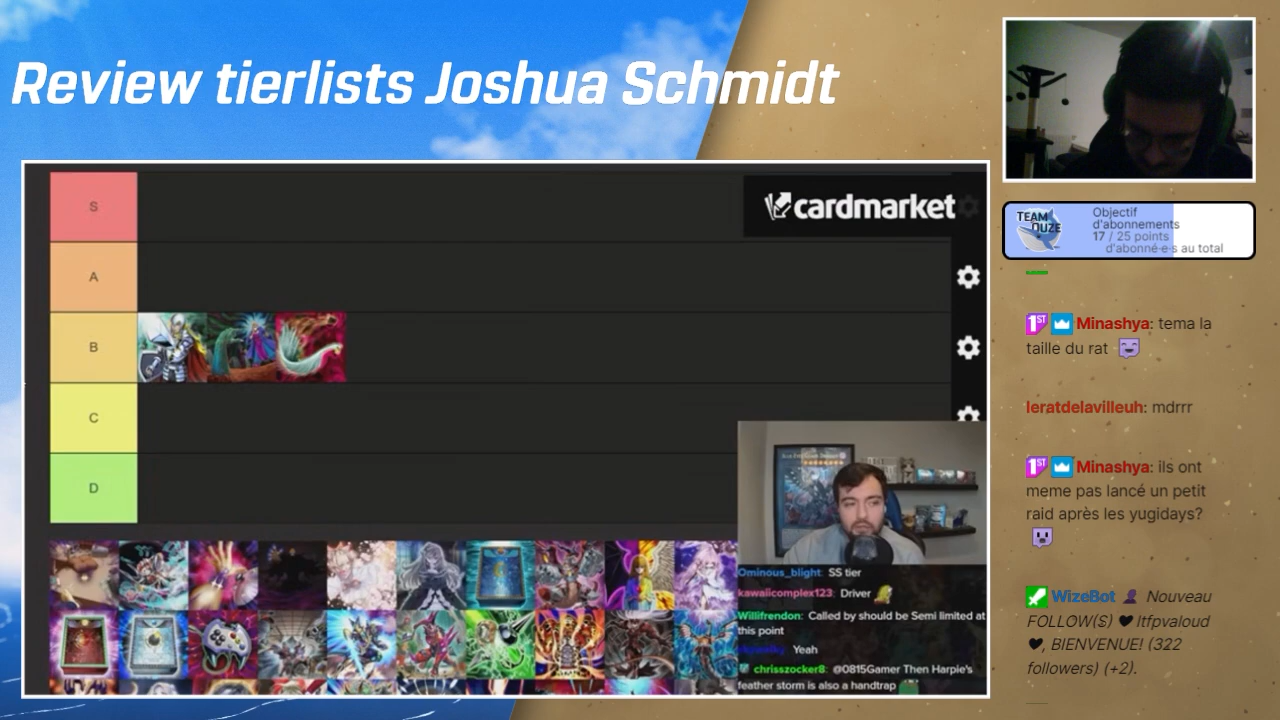 Review tierlists Joshua Schmidt
S
cardmarket
A
B
C
D
Ominous_blight: SS tier
kawaiicomplex123: Driver
Willifrendon: Called by should be Semi limited at
this point
Yeah
chrisszocker8: @0815Gamer Then Harpie's
feather storm is also a handtrap
TEAM
OUZE
Objectif
d'abonnements
17 / 25 points
d'abonné·e·s au total
1ST Minashya: tema la
taille du rat
leratdelavilleuh: mdrrr
1ST Minashya: ils ont
meme pas lancé un petit
raid après les yugidays?
WizeBot Nouveau
FOLLOW(S) ♥ ltfpvaloud
♥, BIENVENUE! (322
followers) (+2).